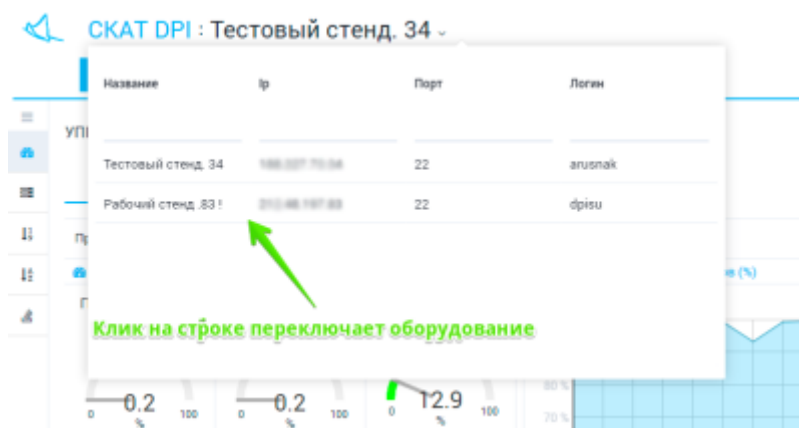 СКАТ DPI : Тестовый стенд. 34
Название Ip Порт Логин
Тестовый стенд. 34 22 arusnak
Рабочий стенд .83 ! 22 dpisu
(%)
Клик на строке переключает оборудование
80 %
70 %
0 0.2 100
%
0 0.2 100
%
0 12.9 100
%